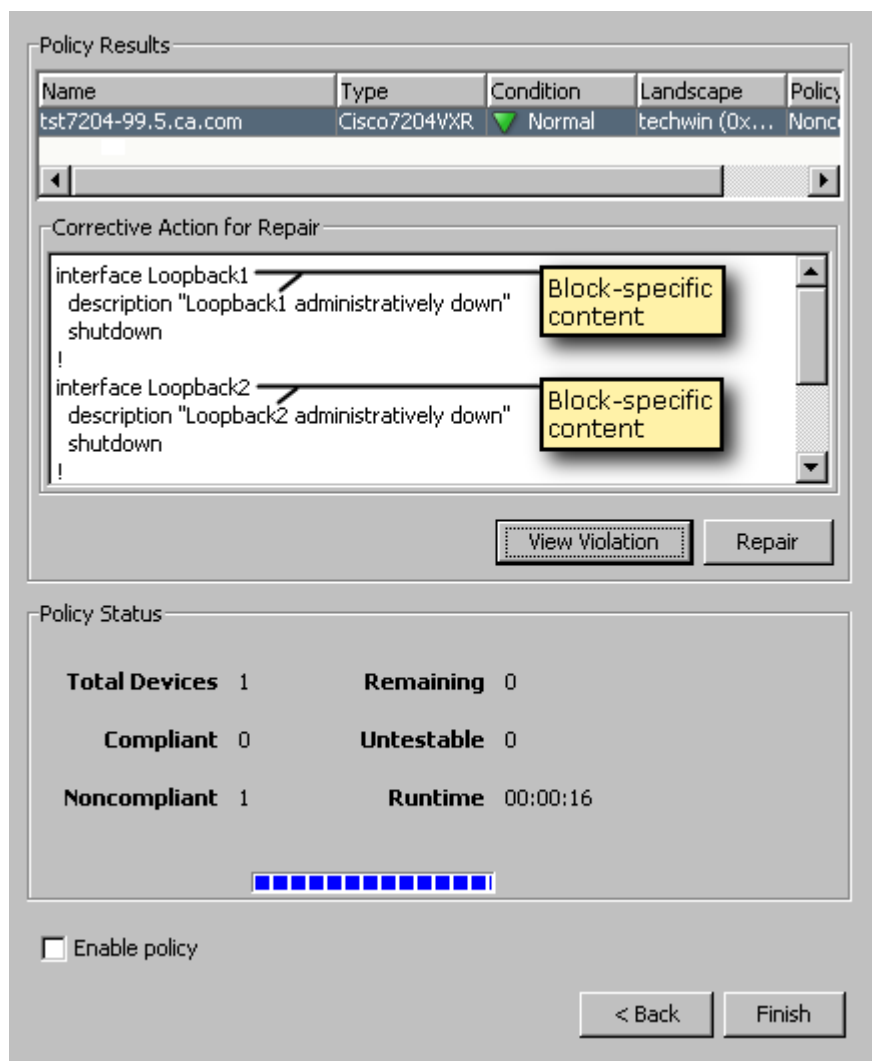 Policy Results
Name Type Condition Landscape Policy
tst7204-99.5.ca.com Cisco7204VXR Normal techwin (0x... Nonc
Corrective Action for Repair
interface Loopback1
description "Loopback1 administratively down"
shutdown
!
Block-specific
content
interface Loopback2
description "Loopback2 administratively down"
shutdown
!
Block-specific
content
View Violation Repair
Policy Status
Total Devices 1 Remaining 0
Compliant 0 Untestable 0
Noncompliant 1 Runtime 00:00:16
Enable policy
< Back Finish